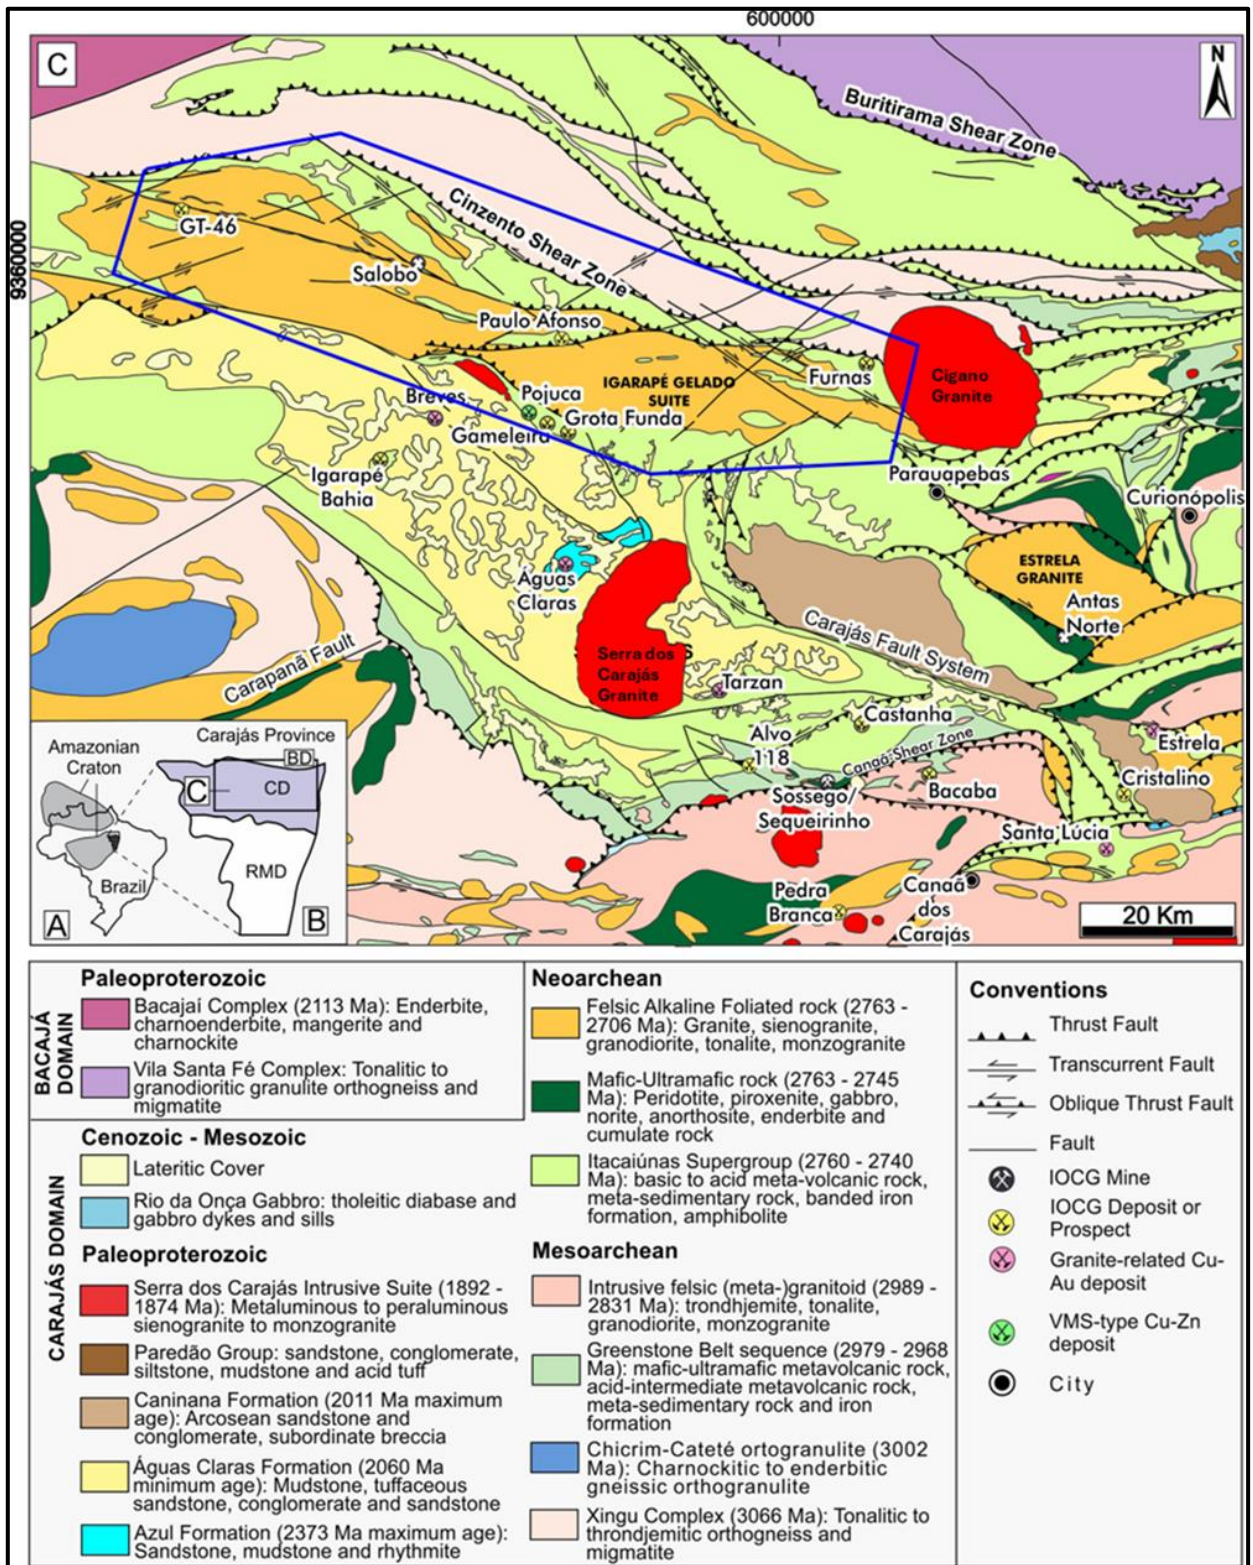 600000
C
N
Buritirama Shear Zone
9360000
GT-46
Cinzento Shear Zone
Salobo
Paulo Afonso
IGARAPÉ GELADO
SUITE
Furnas
Cigano
Granite
Breves
Pojuca
Grota Funda
Gameleira
Igarapé
Bahia
Parauapebas
Curionópolis
ESTRELA
GRANITE
Antas
Norte
Águas
Claras
Carajás Fault System
Carapanã Fault
Serra dos
Carajás
Granite
Tarzan
Castanha
Alvo
118
Canaã Shear Zone
Estrela
Cristalino
Bacaba
Sossego/
Sequeirinho
Santa Lúcia
Pedra
Branca
Canaã
dos
Carajás
20 Km
Amazonian
Craton
Carajás Province
BD
C
CD
RMD
Brazil
A
B
BACAJÁ
DOMAIN
Paleoproterozoic
Bacajaí Complex (2113 Ma): Enderbite,
charnoenderbite, mangerite and
charnockite
Vila Santa Fé Complex: Tonalitic to
granodioritic granulite orthogneiss and
migmatite
CARAJÁS DOMAIN
Cenozoic - Mesozoic
Lateritic Cover
Rio da Onça Gabbro: tholeitic diabase and
gabbro dykes and sills
Paleoproterozoic
Serra dos Carajás Intrusive Suite (1892 -
1874 Ma): Metaluminous to peraluminous
sienogranite to monzogranite
Paredão Group: sandstone, conglomerate,
siltstone, mudstone and acid tuff
Caninana Formation (2011 Ma maximum
age): Arcosean sandstone and
conglomerate, subordinate breccia
Águas Claras Formation (2060 Ma
minimum age): Mudstone, tuffaceous
sandstone, conglomerate and sandstone
Azul Formation (2373 Ma maximum age):
Sandstone, mudstone and rhythmite
Neoarchean
Felsic Alkaline Foliated rock (2763 -
2706 Ma): Granite, sienogranite,
granodiorite, tonalite, monzogranite
Mafic-Ultramafic rock (2763 - 2745
Ma): Peridotite, piroxenite, gabbro,
norite, anorthosite, enderbite and
cumulate rock
Itacaiúnas Supergroup (2760 - 2740
Ma): basic to acid meta-volcanic rock,
meta-sedimentary rock, banded iron
formation, amphibolite
Mesoarchean
Intrusive felsic (meta-)granitoid (2989 -
2831 Ma): trondhjemite, tonalite,
granodiorite, monzogranite
Greenstone Belt sequence (2979 - 2968
Ma): mafic-ultramafic metavolcanic rock,
acid-intermediate metavolcanic rock,
meta-sedimentary rock and iron
formation
Chicrim-Cateté ortogranulite (3002
Ma): Charnockitic to enderbitic
gneissic orthogranulite
Xingu Complex (3066 Ma): Tonalitic to
throndjemitic orthogneiss and
migmatite
Conventions
Thrust Fault
Transcurrent Fault
Oblique Thrust Fault
Fault
IOCG Mine
IOCG Deposit or
Prospect
Granite-related Cu-
Au deposit
VMS-type Cu-Zn
deposit
City